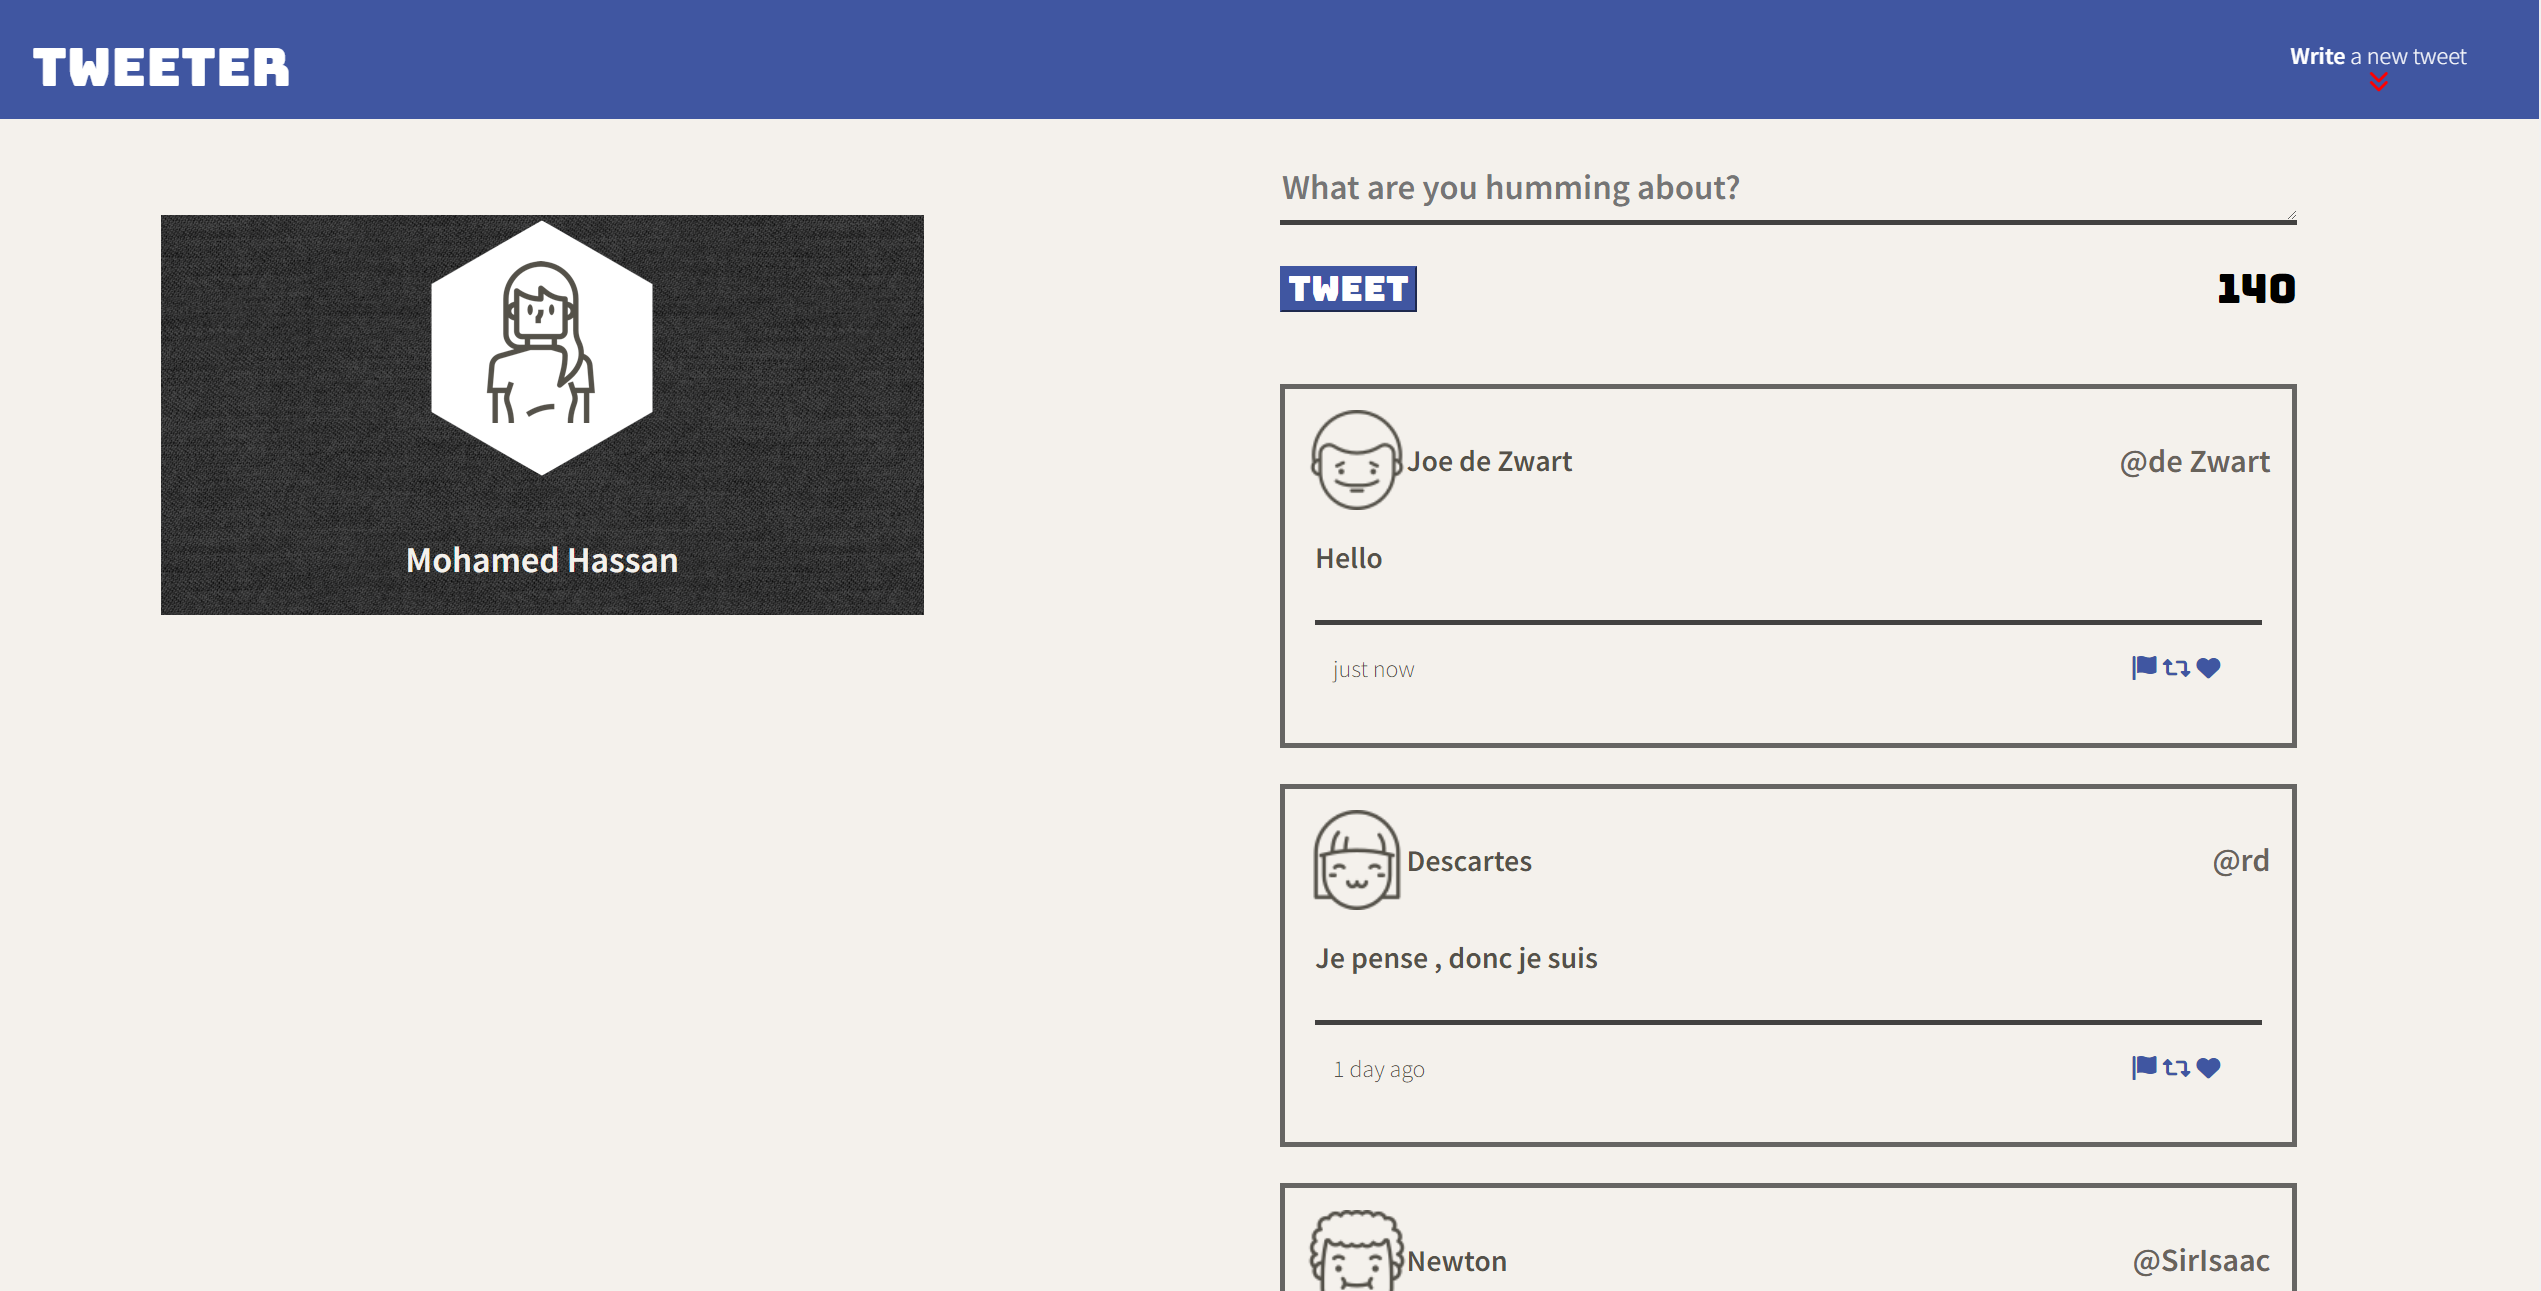 TWEETER
Write a new tweet
Mohamed Hassan
What are you humming about?
TWEET
140
Joe de Zwart
@de Zwart
Hello
just now
Descartes
@rd
Je pense , donc je suis
1 day ago
Newton
@SirIsaac